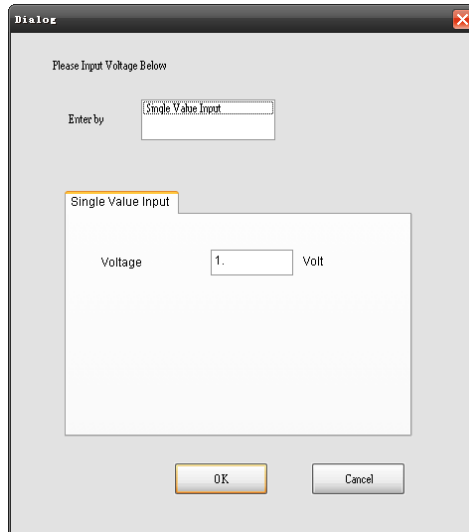 Dialog
Please Input Voltage Below
Enter by
Single Value Input
Single Value Input
Voltage 1. Volt
OK Cancel